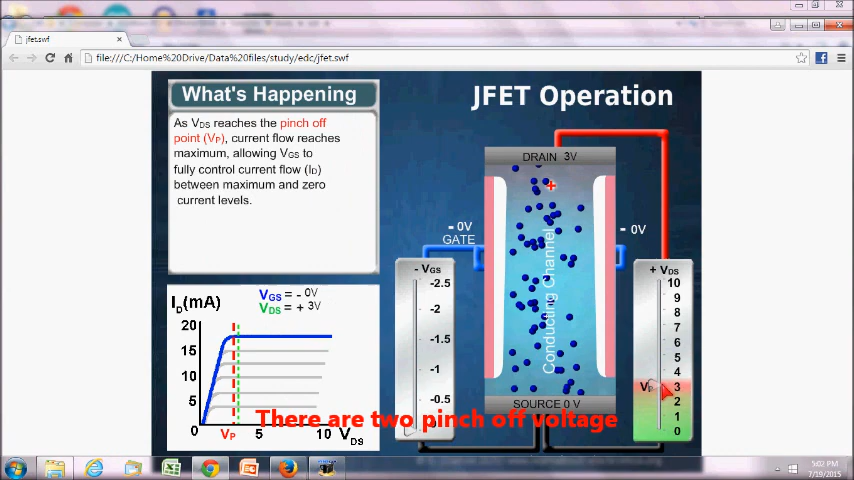 jfet.swf
file:///C:/Home%20Drive/Data%20files/study/edc/jfet.swf
What's Happening
As VDS reaches the pinch off
point (VP), current flow reaches
maximum, allowing VGS to
fully control current flow (ID)
between maximum and zero
current levels.
JFET Operation
DRAIN 3V
- 0V
GATE
- 0V
Conducting Channel
SOURCE 0 V
- VGS
-2.5
-2
-1.5
-1
-0.5
+ VDS
10
9
8
7
6
5
4
3
2
1
0
VP
ID(mA)
VGS = - 0V
VDS = + 3V
20
15
10
5
0
VP
5
10
VDS
There are two pinch off voltage
5:02 PM
7/19/2015